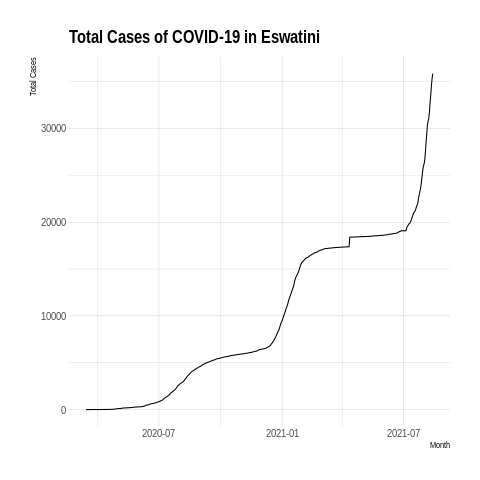 Total Cases of COVID-19 in Eswatini
Total Cases
30000
20000
10000
0
2020-07
2021-01
2021-07
Month